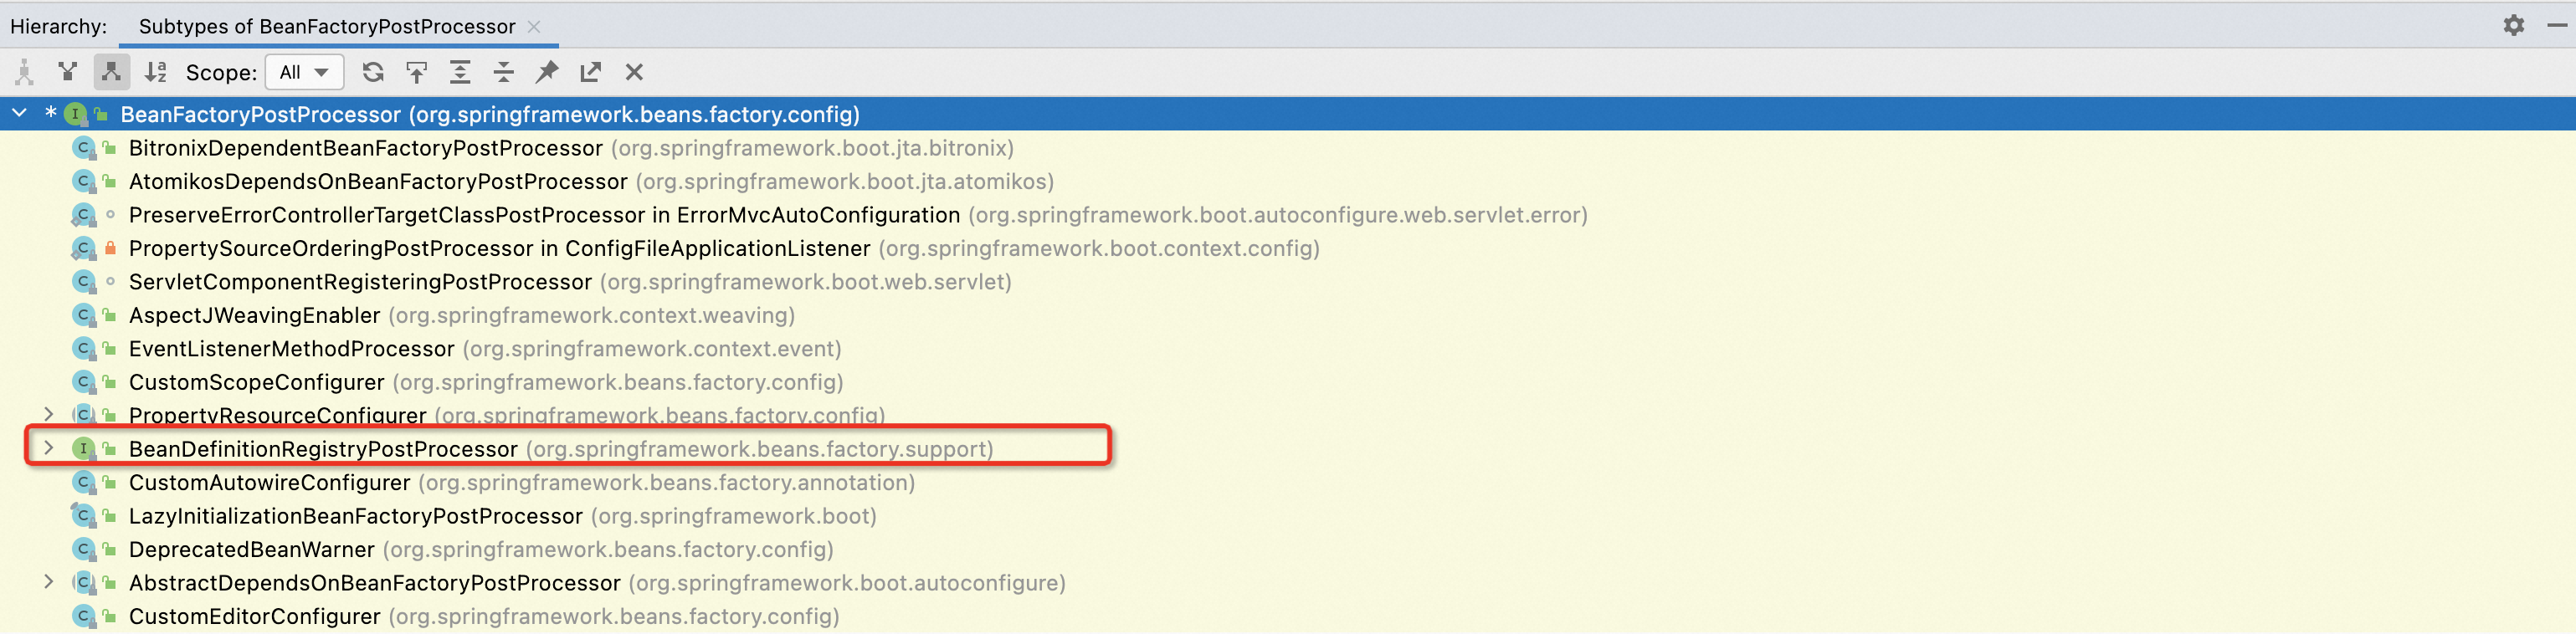 Hierarchy: Subtypes of BeanFactoryPostProcessor
Scope: All
* BeanFactoryPostProcessor (org.springframework.beans.factory.config)
BitronixDependentBeanFactoryPostProcessor (org.springframework.boot.jta.bitronix)
AtomikosDependsOnBeanFactoryPostProcessor (org.springframework.boot.jta.atomikos)
PreserveErrorControllerTargetClassPostProcessor in ErrorMvcAutoConfiguration (org.springframework.boot.autoconfigure.web.servlet.error)
PropertySourceOrderingPostProcessor in ConfigFileApplicationListener (org.springframework.boot.context.config)
ServletComponentRegisteringPostProcessor (org.springframework.boot.web.servlet)
AspectJWeavingEnabler (org.springframework.context.weaving)
EventListenerMethodProcessor (org.springframework.context.event)
CustomScopeConfigurer (org.springframework.beans.factory.config)
PropertyResourceConfigurer (org.springframework.beans.factory.config)
BeanDefinitionRegistryPostProcessor (org.springframework.beans.factory.support)
CustomAutowireConfigurer (org.springframework.beans.factory.annotation)
LazyInitializationBeanFactoryPostProcessor (org.springframework.boot)
DeprecatedBeanWarner (org.springframework.beans.factory.config)
AbstractDependsOnBeanFactoryPostProcessor (org.springframework.boot.autoconfigure)
CustomEditorConfigurer (org.springframework.beans.factory.config)